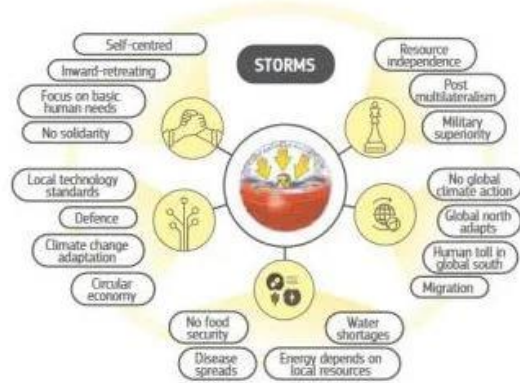 STORMS
Self-centred
Inward-retreating
Focus on basic
human needs
No solidarity
Resource
independence
Post
multilateralism
Military
superiority
Local technology
standards
Defence
Climate change
adaptation
Circular
economy
No global
climate action
Global north
adapts
Human toll in
global south
Migration
No food
security
Disease
spreads
Water
shortages
Energy depends on
local resources